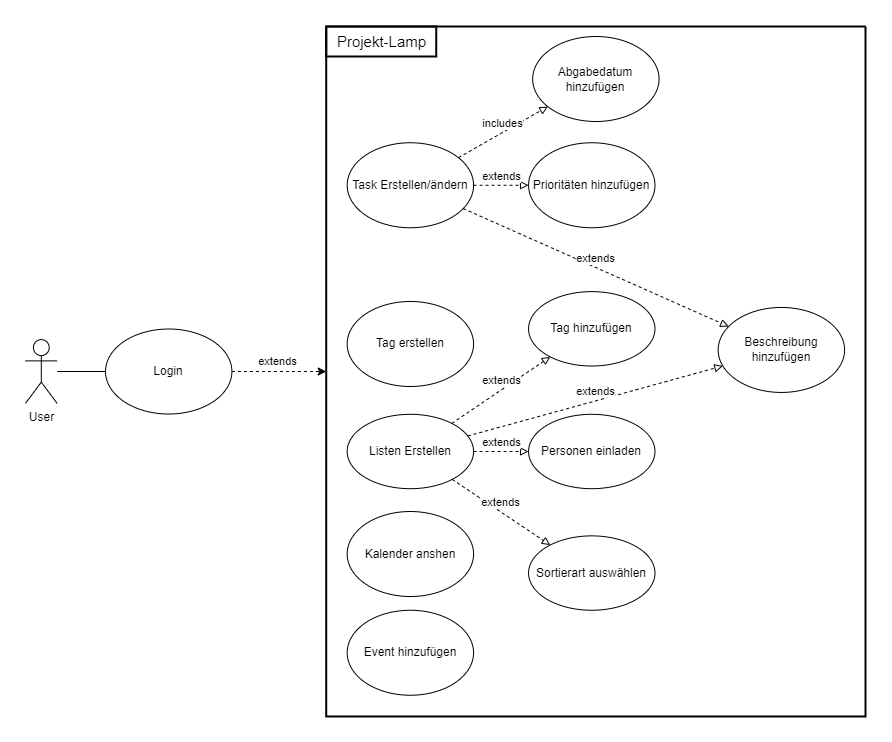 Projekt-Lamp
Abgabedatum
hinzufügen
includes
Task Erstellen/ändern
extends
Prioritäten hinzufügen
extends
Tag erstellen
Tag hinzufügen
Beschreibung
hinzufügen
User
Login
extends
extends
extends
Listen Erstellen
extends
Personen einladen
extends
Kalender anshen
Sortierart auswählen
Event hinzufügen